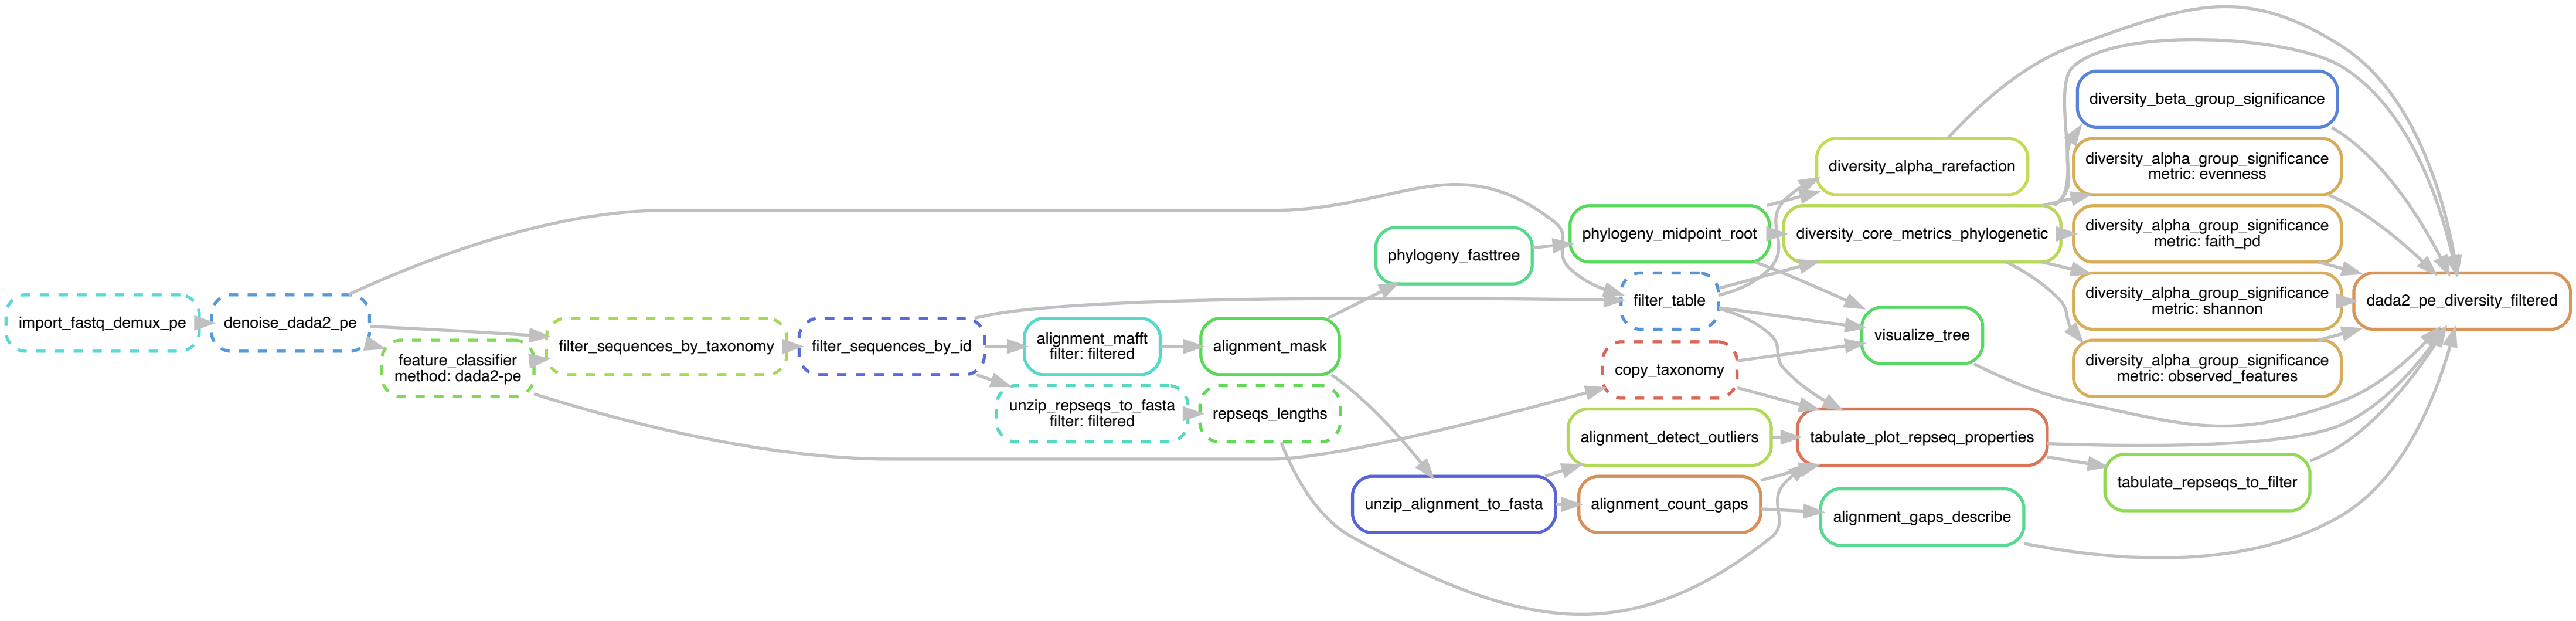 import_fastq_demux_pe
denoise_dada2_pe
feature_classifier
method: dada2-pe
filter_sequences_by_taxonomy
filter_sequences_by_id
alignment_mafft
filter: filtered
unzip_repseqs_to_fasta
filter: filtered
alignment_mask
repseqs_lengths
phylogeny_fasttree
unzip_alignment_to_fasta
phylogeny_midpoint_root
filter_table
copy_taxonomy
alignment_detect_outliers
alignment_count_gaps
diversity_alpha_rarefaction
diversity_core_metrics_phylogenetic
visualize_tree
tabulate_plot_repseq_properties
alignment_gaps_describe
diversity_beta_group_significance
diversity_alpha_group_significance
metric: evenness
diversity_alpha_group_significance
metric: faith_pd
diversity_alpha_group_significance
metric: shannon
diversity_alpha_group_significance
metric: observed_features
tabulate_repseqs_to_filter
dada2_pe_diversity_filtered